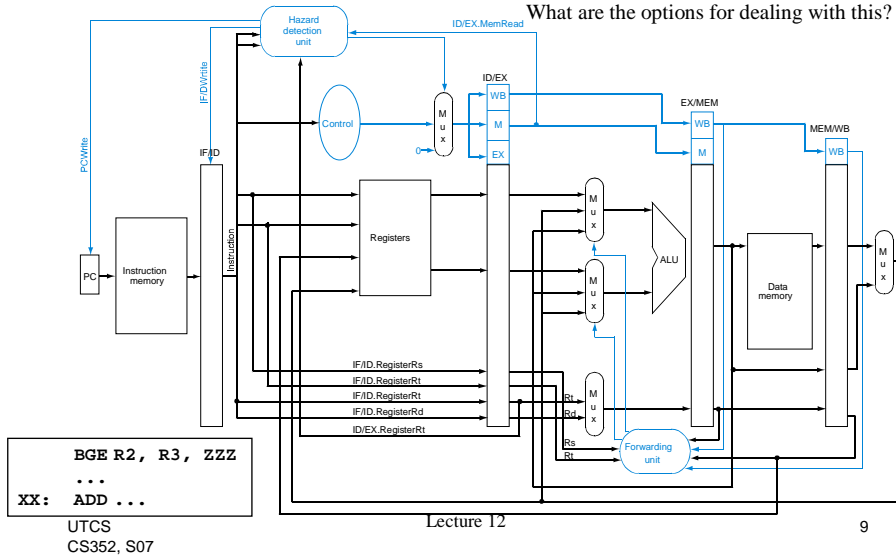 What are the options for dealing with this?
Hazard
detection
unit
ID/EX.MemRead
IF/DWrtite
PCWrite
ID/EX
WB
M
EX
EX/MEM
WB
M
MEM/WB
WB
Control
M
u
x
0
IF/ID
PC
Instruction
memory
Instruction
Registers
M
u
x
M
u
x
ALU
Data
memory
M
u
x
IF/ID.RegisterRs
IF/ID.RegisterRt
IF/ID.RegisterRt
IF/ID.RegisterRd
ID/EX.RegisterRt
Rt
Rd
M
u
x
Rs
Rt
Forwarding
unit
BGE R2, R3, ZZZ
...
XX: ADD ...
UTCS
CS352, S07
Lecture 12
9